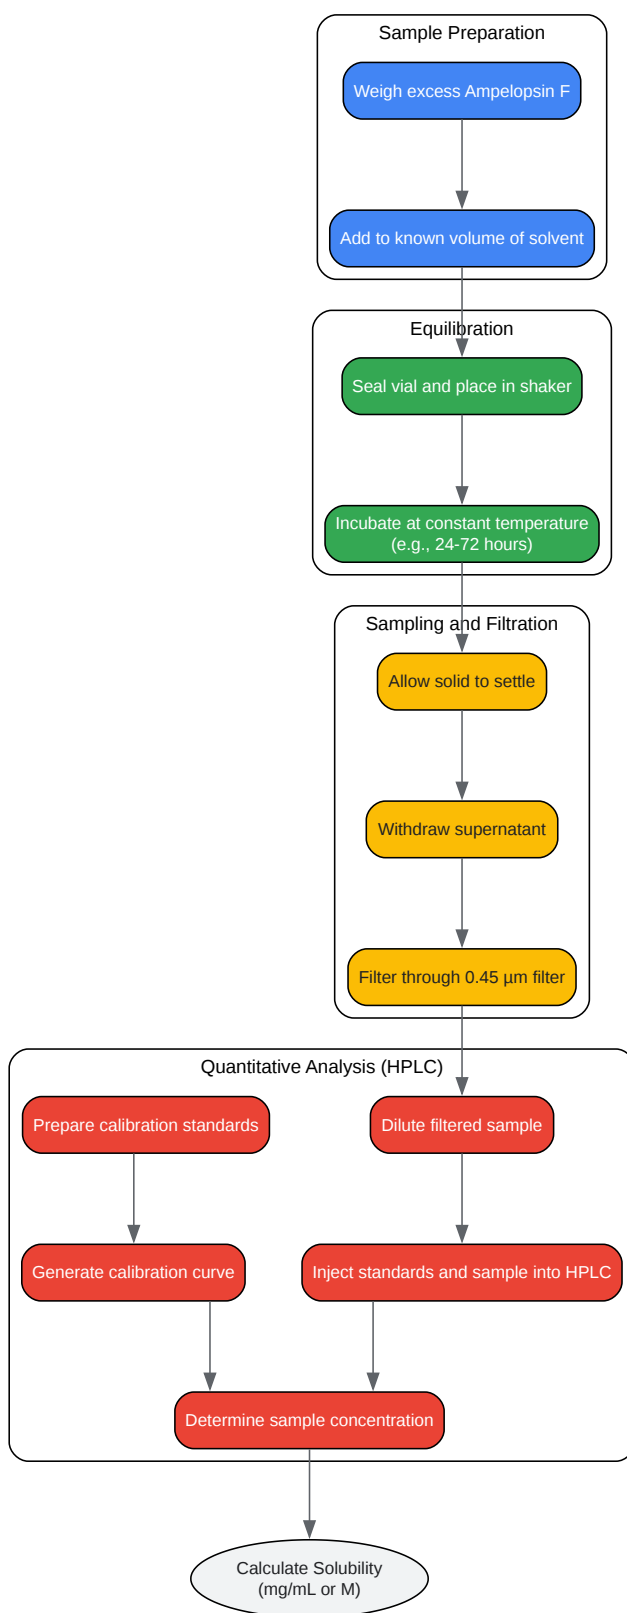 Sample Preparation
Weigh excess Ampelopsin F
Add to known volume of solvent
Equilibration
Seal vial and place in shaker
Incubate at constant temperature
(e.g., 24-72 hours)
Sampling and Filtration
Allow solid to settle
Withdraw supernatant
Filter through 0.45 µm filter
Quantitative Analysis (HPLC)
Prepare calibration standards
Dilute filtered sample
Generate calibration curve
Inject standards and sample into HPLC
Determine sample concentration
Calculate Solubility
(mg/mL or M)